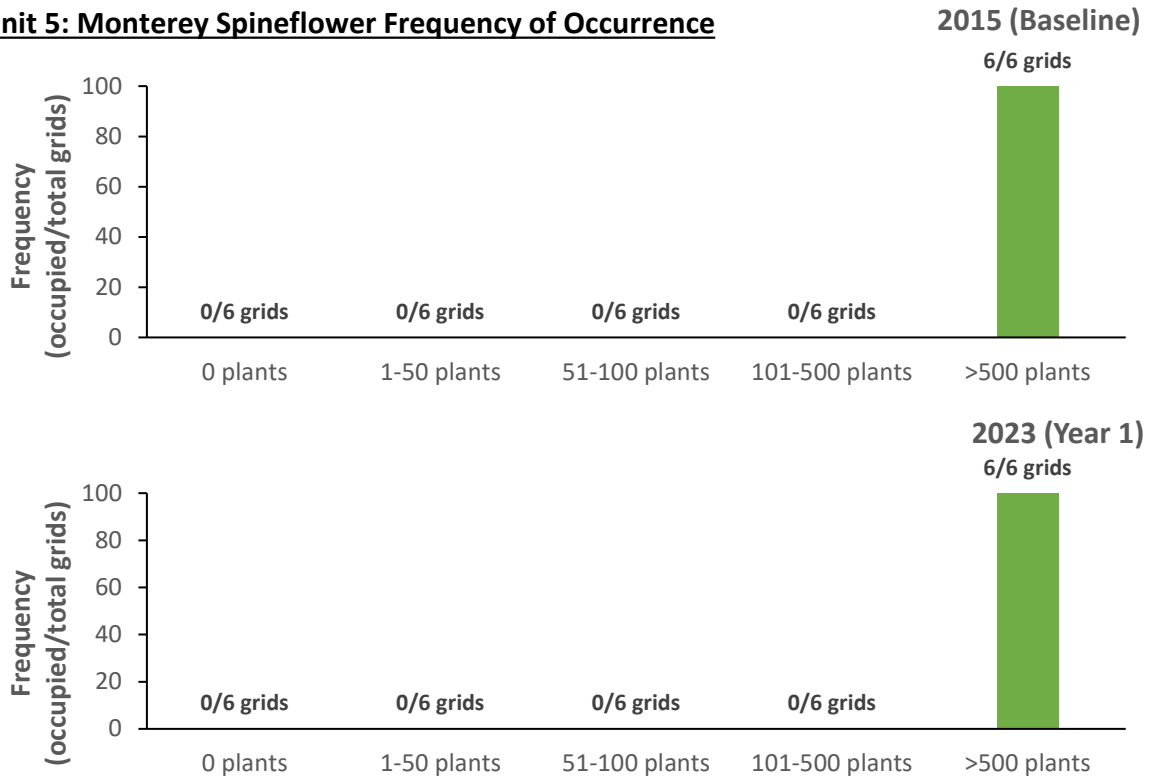 nit 5: Monterey Spineflower Frequency of Occurrence
2015 (Baseline)
6/6 grids
Frequency
(occupied/total grids)
100
80
60
40
20
0
0/6 grids 0/6 grids 0/6 grids 0/6 grids
0 plants 1-50 plants 51-100 plants 101-500 plants >500 plants
2023 (Year 1)
6/6 grids
Frequency
(occupied/total grids)
100
80
60
40
20
0
0/6 grids 0/6 grids 0/6 grids 0/6 grids
0 plants 1-50 plants 51-100 plants 101-500 plants >500 plants